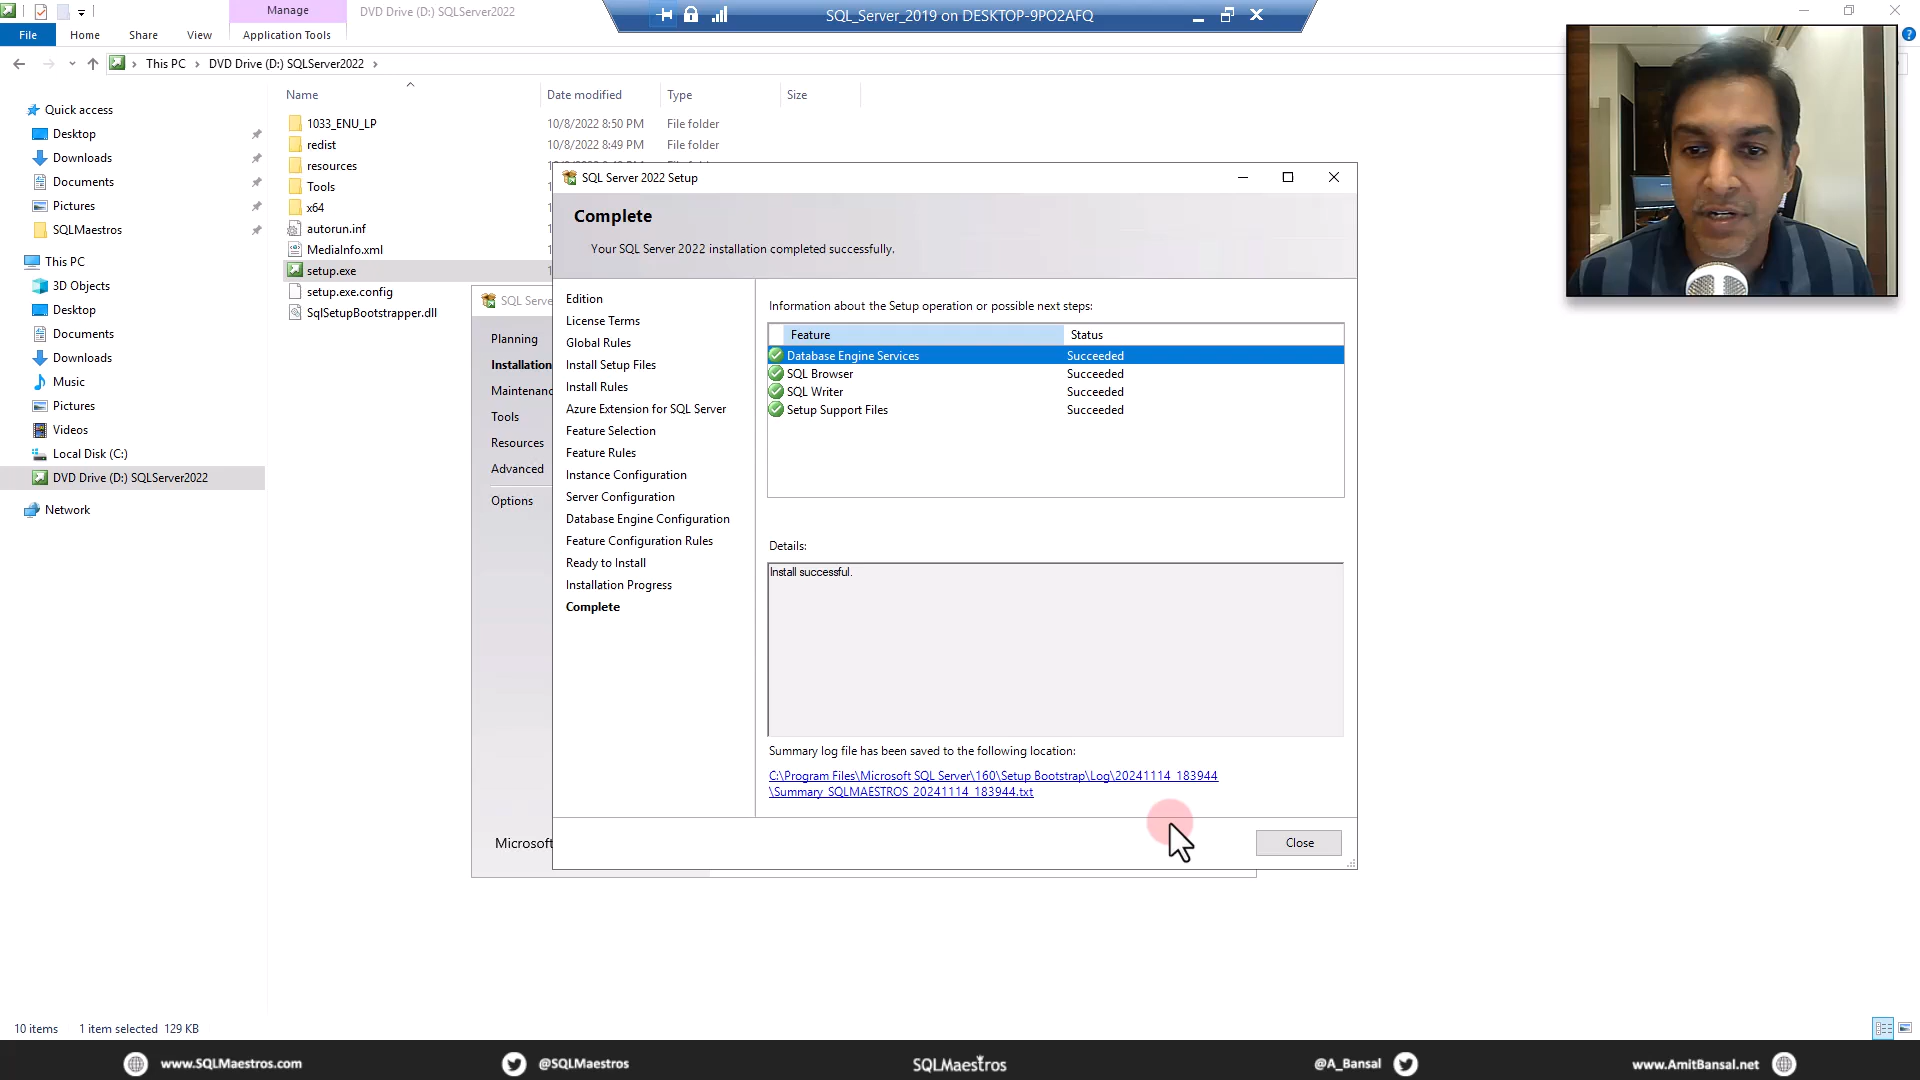 Manage
DVD Drive (D:) SQLServer2022
SQL_Server_2019 on DESKTOP-9PO2AFQ
File
Home
Share
View
Application Tools
This PC
DVD Drive (D:) SQLServer2022
Name
Date modified
Type
Size
Quick access
Desktop
Downloads
Documents
Pictures
SQLMaestros
This PC
3D Objects
Desktop
Documents
Downloads
Music
Pictures
Videos
Local Disk (C:)
DVD Drive (D:) SQLServer2022
Network
1033_ENU_LP
10/8/2022 8:50 PM
File folder
redist
10/8/2022 8:49 PM
File folder
resources
Tools
x64
autorun.inf
MediaInfo.xml
setup.exe
setup.exe.config
SqlSetupBootstrapper.dll
SQL Serve
Planning
Installation
Maintenanc
Tools
Resources
Advanced
Options
Microsoft
SQL Server 2022 Setup
Complete
Your SQL Server 2022 installation completed successfully.
Edition
License Terms
Global Rules
Install Setup Files
Install Rules
Azure Extension for SQL Server
Feature Selection
Feature Rules
Instance Configuration
Server Configuration
Database Engine Configuration
Feature Configuration Rules
Ready to Install
Installation Progress
Complete
Information about the Setup operation or possible next steps:
Feature
Status
Database Engine Services
Succeeded
SQL Browser
Succeeded
SQL Writer
Succeeded
Setup Support Files
Succeeded
Details:
Install successful.
Summary log file has been saved to the following location:
C:\Program Files\Microsoft SQL Server\160\Setup Bootstrap\Log\20241114_183944
\Summary_SQLMAESTROS_20241114_183944.txt
Close
10 items
1 item selected 129 KB
www.SQLMaestros.com
@SQLMaestros
SQLMaestros
@A_Bansal
www.AmitBansal.net